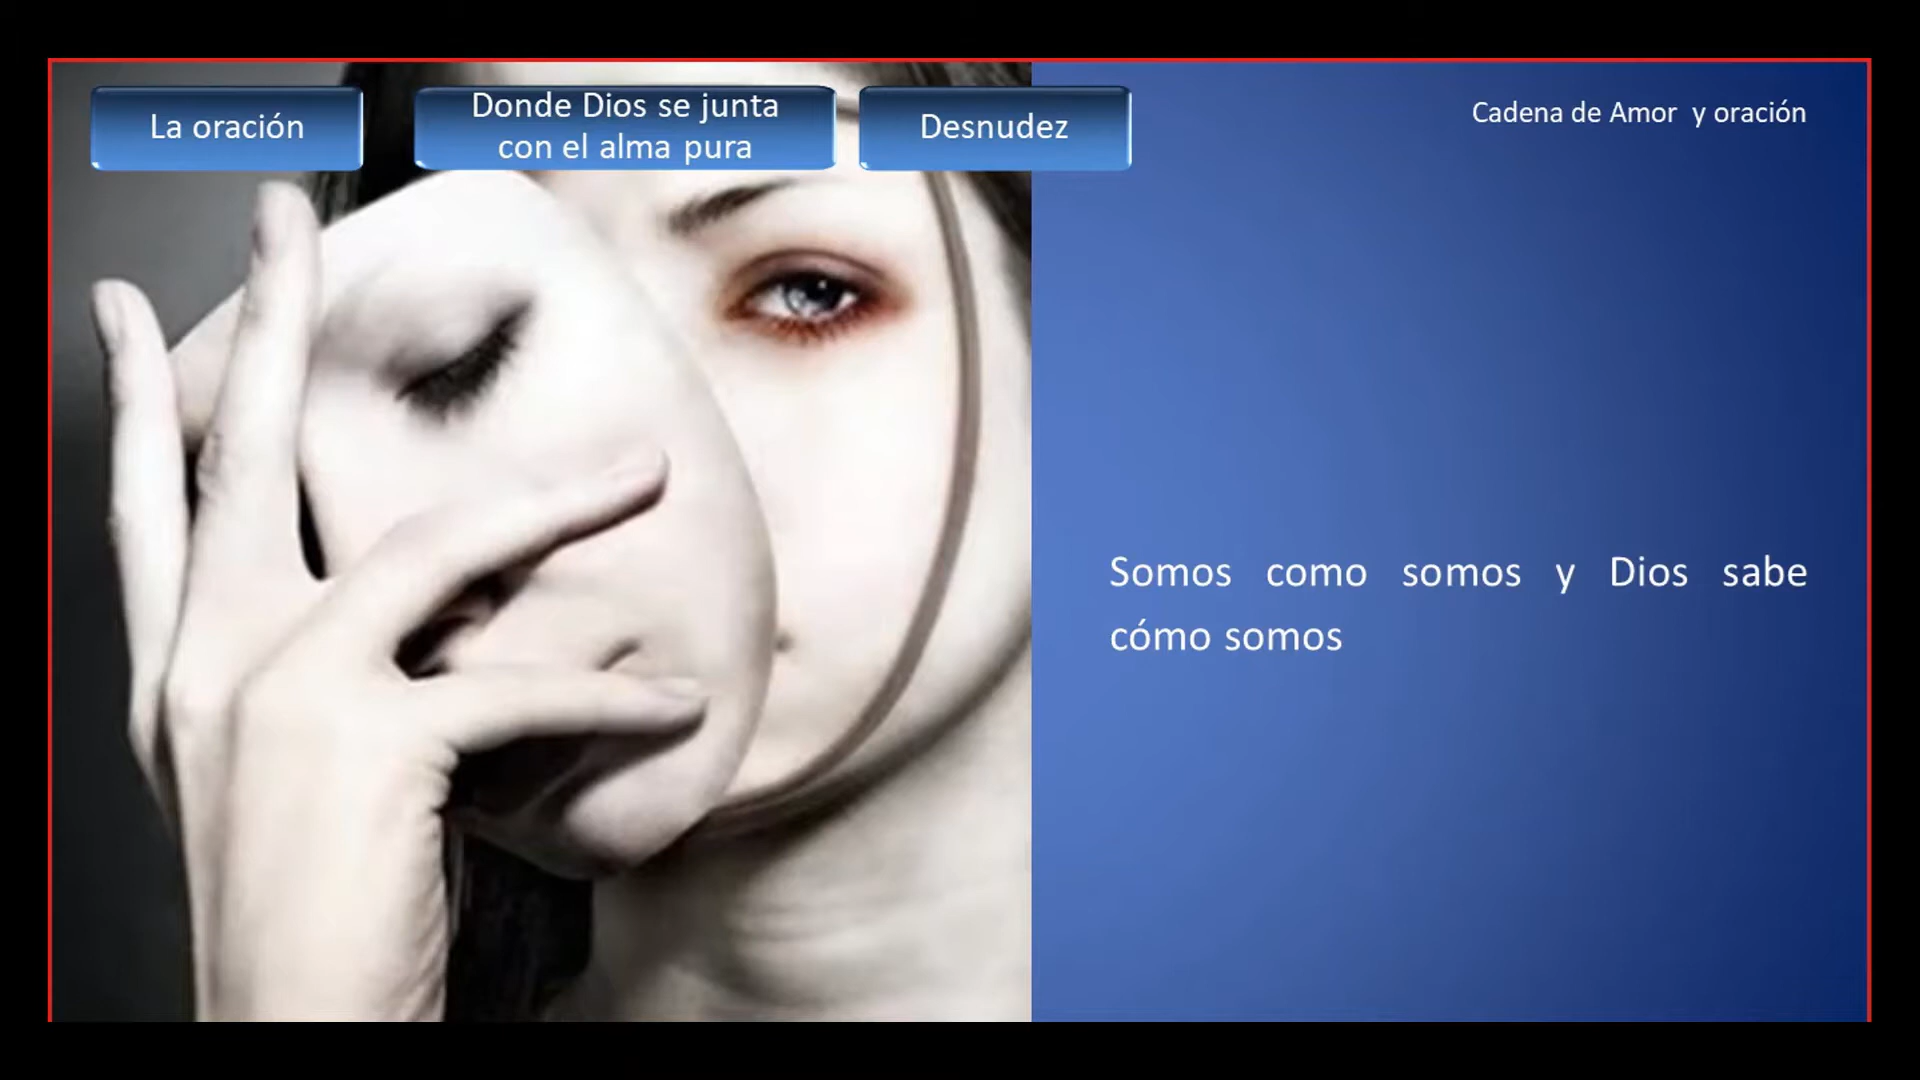 La oración
Donde Dios se junta
con el alma pura
Desnudez
Cadena de Amor y oración
Somos como somos y Dios sabe
cómo somos